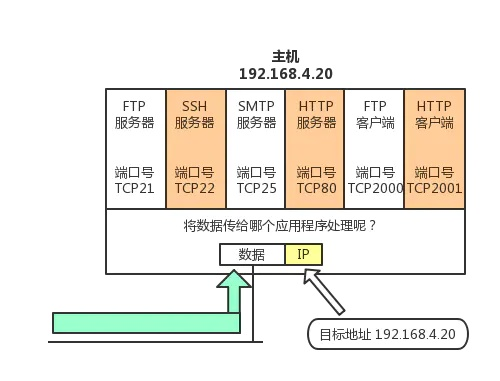 主机
192.168.4.20
FTP
服务器
SSH
服务器
SMTP
服务器
HTTP
服务器
FTP
客户端
HTTP
客户端
端口号
TCP21
端口号
TCP22
端口号
TCP25
端口号
TCP80
端口号
TCP2000
端口号
TCP2001
将数据传给哪个应用程序处理呢？
数据
IP
目标地址 192.168.4.20